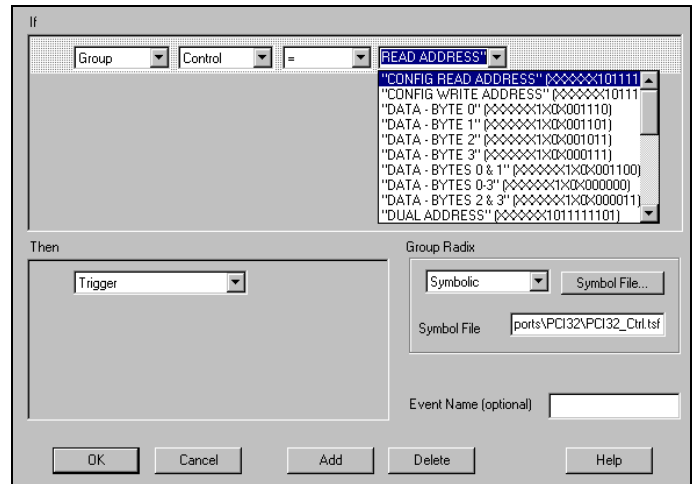 If
Group Control = READ ADDRESS"
"CONFIG READ ADDRESS" (XXXXXX101111
"CONFIG WRITE ADDRESS" (XXXXXX10111
"DATA - BYTE 0" (XXXXXX1X0X001110)
"DATA - BYTE 1" (XXXXXX1X0X001101)
"DATA - BYTE 2" (XXXXXX1X0X001011)
"DATA - BYTE 3" (XXXXXX1X0X000111)
"DATA - BYTES 0 & 1" (XXXXXX1X0X001100)
"DATA - BYTES 0-3" (XXXXXX1X0X000000)
"DATA - BYTES 2 & 3" (XXXXXX1X0X000011)
"DUAL ADDRESS" (XXXXXX1011111101)
Then
Trigger
Group Radix
Symbolic Symbol File...
Symbol File ports\PCI32\PCI32_Ctrl.tsf
Event Name (optional)
OK Cancel Add Delete Help